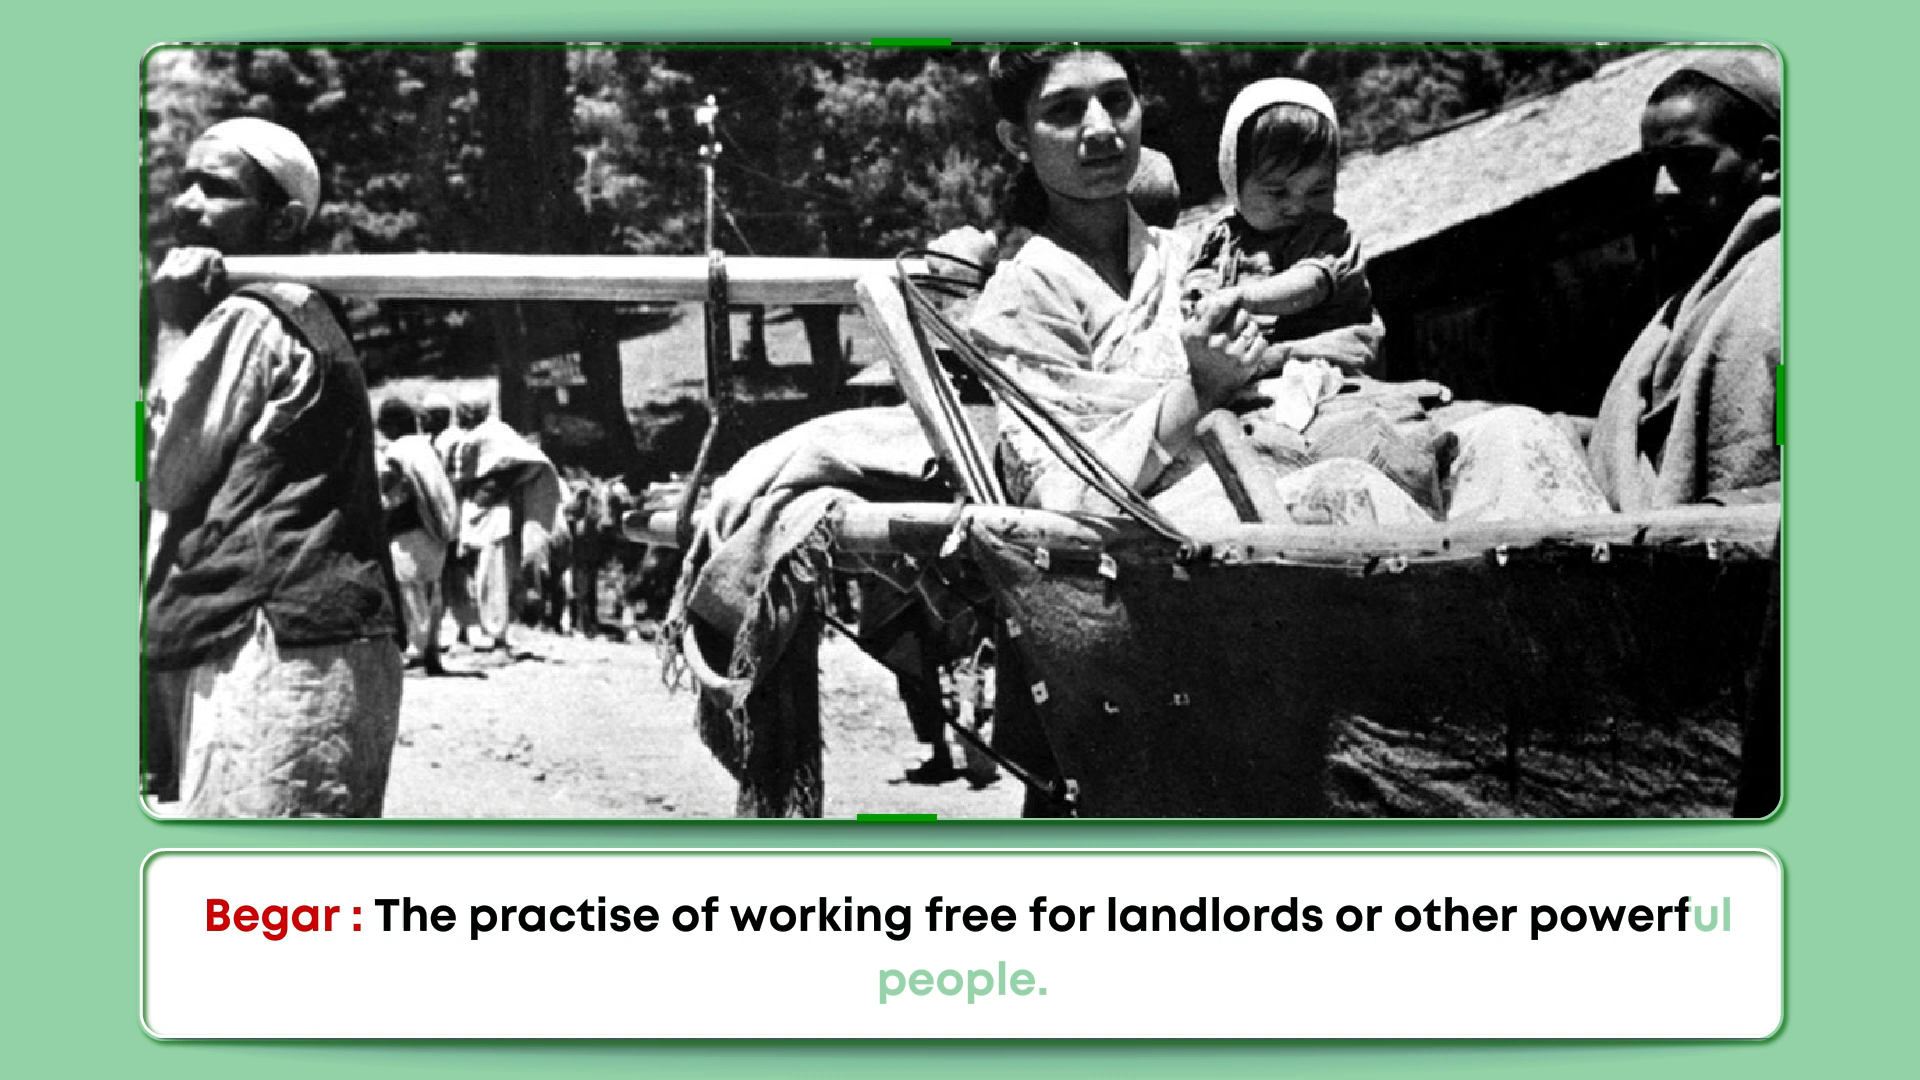 Begar : The practise of working free for landlords or other powerful
people.